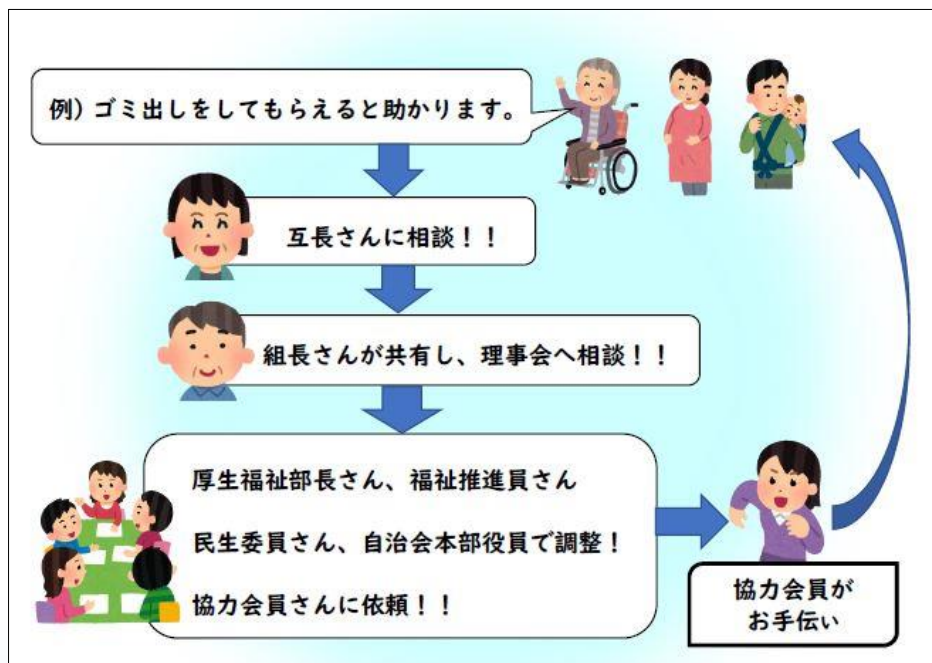 例）ゴミ出しをしてもらえると助かります。
互長さんに相談！！
組長さんが共有し、理事会へ相談！！
厚生福祉部長さん、福祉推進員さん
民生委員さん、自治会本部役員で調整！
協力会員さんに依頼！！
協力会員が
お手伝い